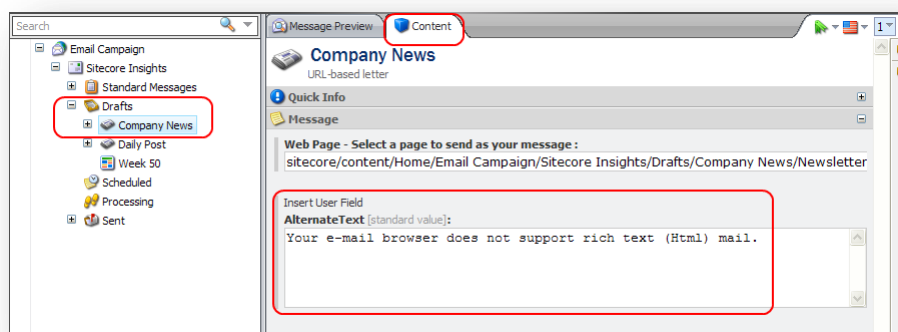 Search
Email Campaign
Sitecore Insights
Standard Messages
Drafts
Company News
Daily Post
Week 50
Scheduled
Processing
Sent
Message Preview
Content
1
Company News
URL-based letter
Quick Info
Message
Web Page - Select a page to send as your message :
sitecore/content/Home/Email Campaign/Sitecore Insights/Drafts/Company News/Newsletter
Insert User Field
AlternateText [standard value]:
Your e-mail browser does not support rich text (Html) mail.